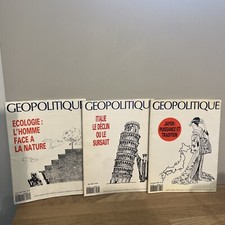 GEOPOLITIQUE
ECOLOGIE :
L'HOMME
FACE A
LA NATURE
GEOPOLITIQUE
ITALIE
LE DÉCLIN
OU LE
SURSAUT
GEOPOLITIQUE
JAPON
PUISSANCE ET
TRADITION